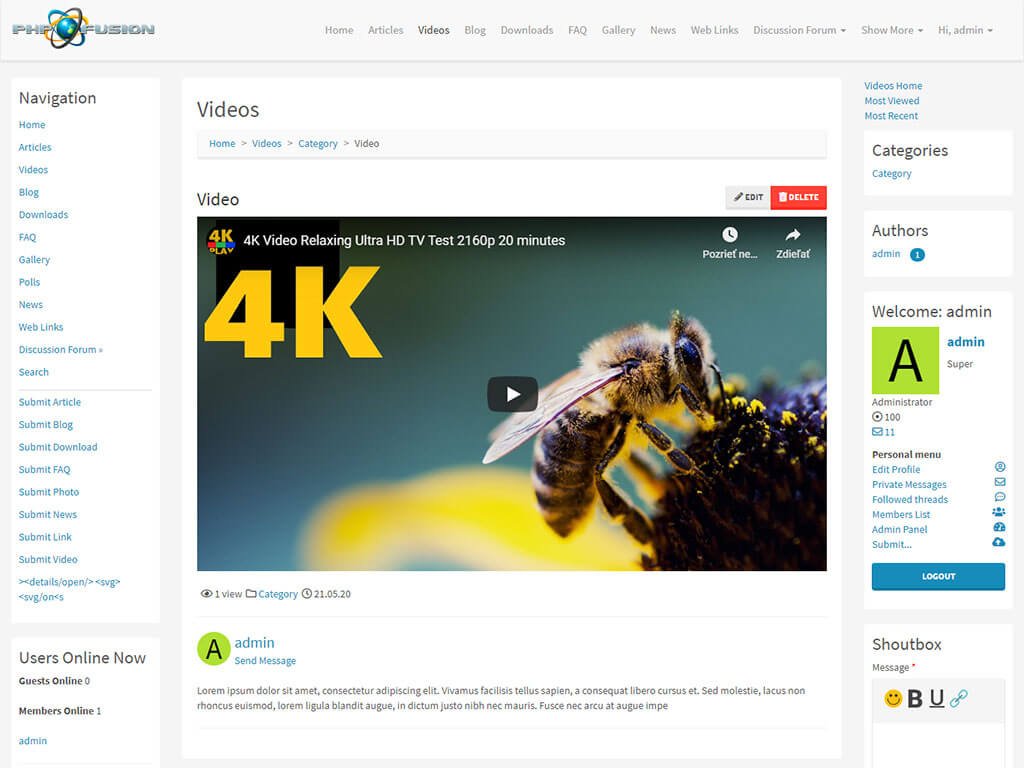 PHP FUSION
Home Articles Videos Blog Downloads FAQ Gallery News Web Links Discussion Forum Show More Hi, admin
Navigation
Home
Articles
Videos
Blog
Downloads
FAQ
Gallery
Polls
News
Web Links
Discussion Forum »
Search
Submit Article
Submit Blog
Submit Download
Submit FAQ
Submit Photo
Submit News
Submit Link
Submit Video
><details/open/> <svg>
<svg/on<s
Users Online Now
Guests Online 0
Members Online 1
admin
Videos
Home > Videos > Category > Video
Video
EDIT DELETE
4K PLAY
4K Video Relaxing Ultra HD TV Test 2160p 20 minutes
Pozrieť ne... Zdieľať
4K
1 view Category 21.05.20
A
admin
Send Message
Lorem ipsum dolor sit amet, consectetur adipiscing elit. Vivamus facilisis tellus sapien, a consequat libero cursus et. Sed molestie, lacus non
rhoncus euismod, lorem ligula blandit augue, in dictum justo nibh nec mauris. Fusce nec arcu at augue impe
Videos Home
Most Viewed
Most Recent
Categories
Category
Authors
admin 1
Welcome: admin
A
admin
Super
Administrator
100
11
Personal menu
Edit Profile
Private Messages
Followed threads
Members List
Admin Panel
Submit...
LOGOUT
Shoutbox
Message *
B U